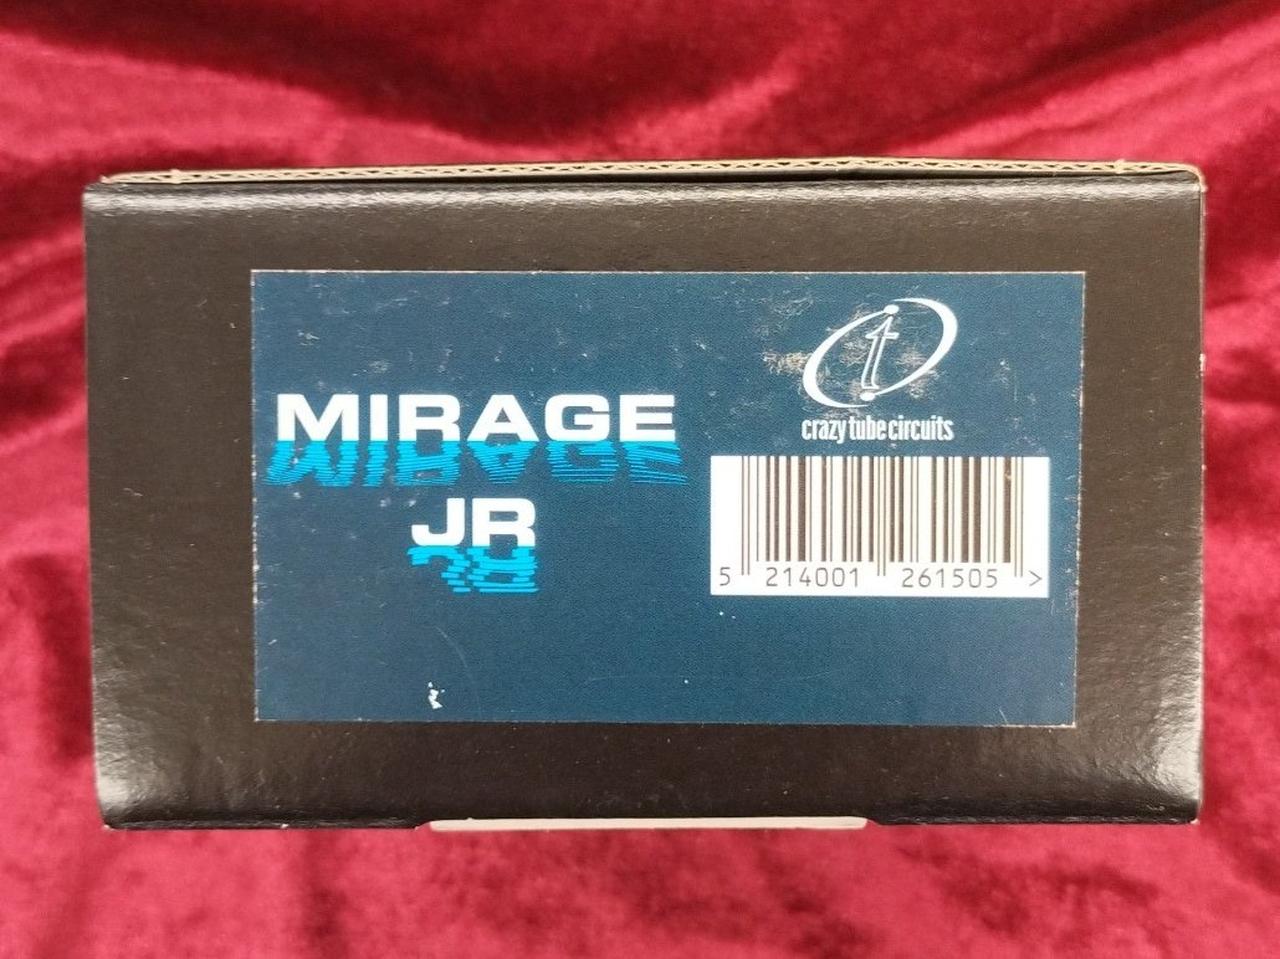 MIRAGE
JR
t
crazy tube circuits
5 214001 261505 >